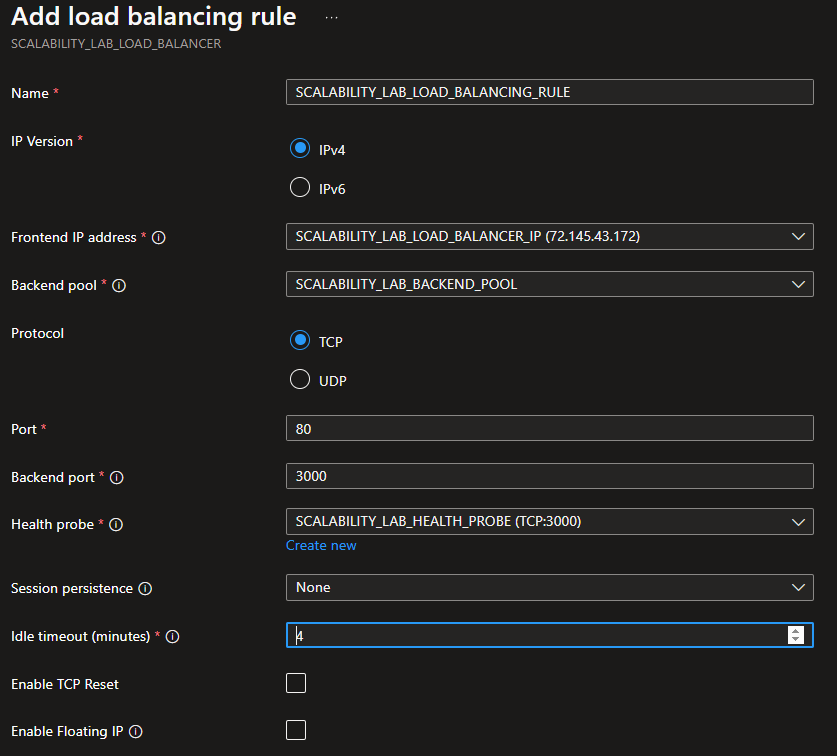 Add load balancing rule ...
SCALABILITY_LAB_LOAD_BALANCER
Name * SCALABILITY_LAB_LOAD_BALANCING_RULE
IP Version * IPv4
IPv6
Frontend IP address * SCALABILITY_LAB_LOAD_BALANCER_IP (72.145.43.172)
Backend pool * SCALABILITY_LAB_BACKEND_POOL
Protocol TCP
UDP
Port * 80
Backend port * 3000
Health probe * SCALABILITY_LAB_HEALTH_PROBE (TCP:3000)
Create new
Session persistence None
Idle timeout (minutes) * 4
Enable TCP Reset
Enable Floating IP